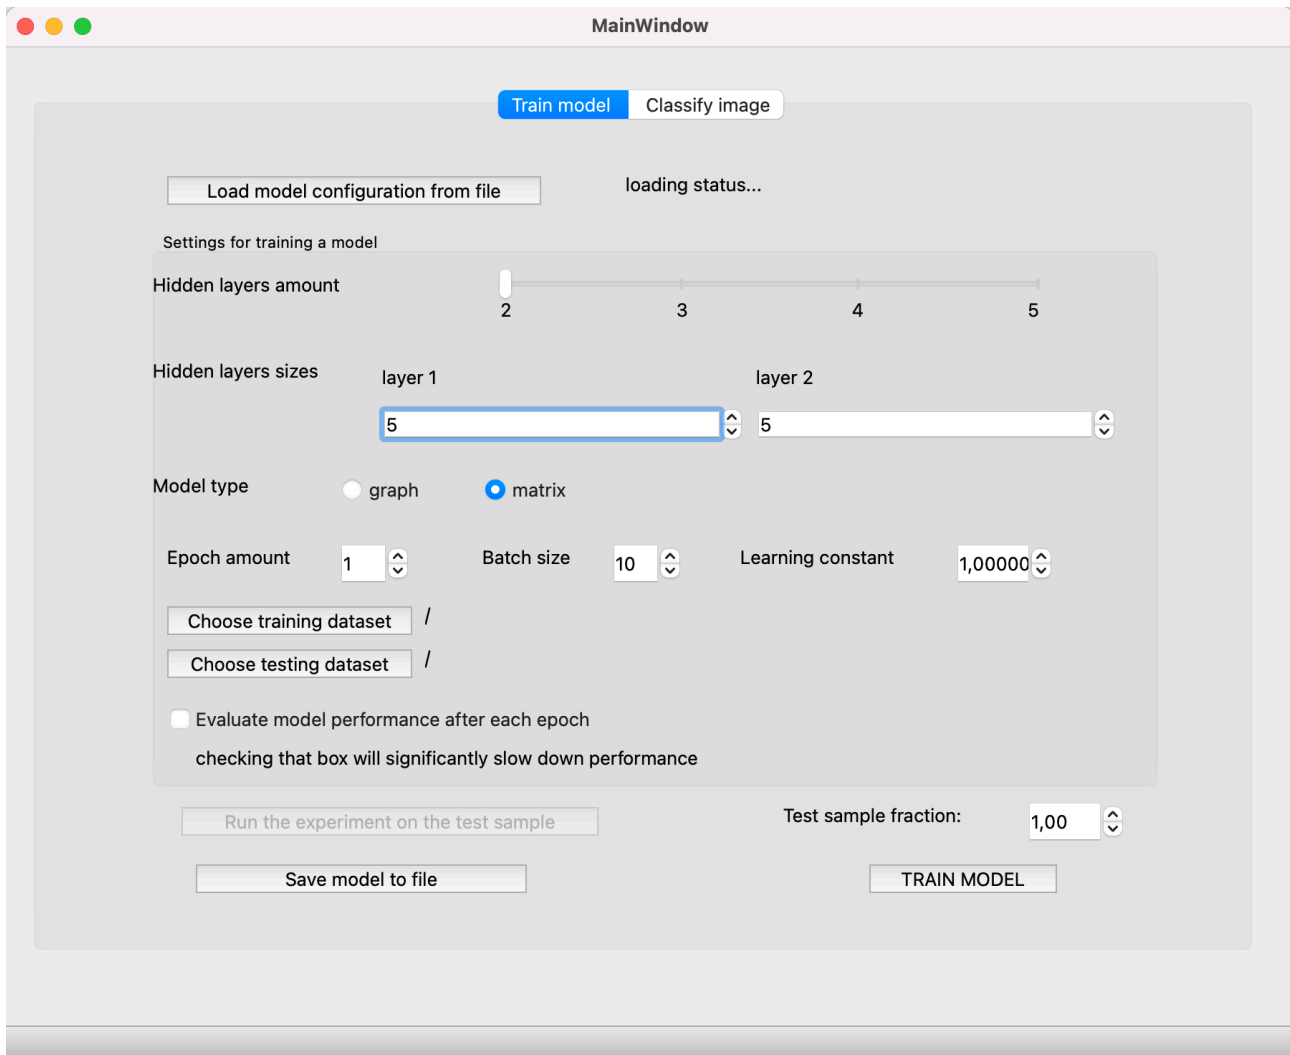 MainWindow
Train model Classify image
Load model configuration from file loading status...
Settings for training a model
Hidden layers amount
2 3 4 5
Hidden layers sizes layer 1 layer 2
5 5
Model type graph matrix
Epoch amount 1 Batch size 10 Learning constant 1,00000
Choose training dataset /
Choose testing dataset /
Evaluate model performance after each epoch
checking that box will significantly slow down performance
Run the experiment on the test sample Test sample fraction: 1,00
Save model to file TRAIN MODEL